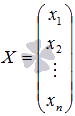 X = ( x₁
x₂
⋮
xₙ )